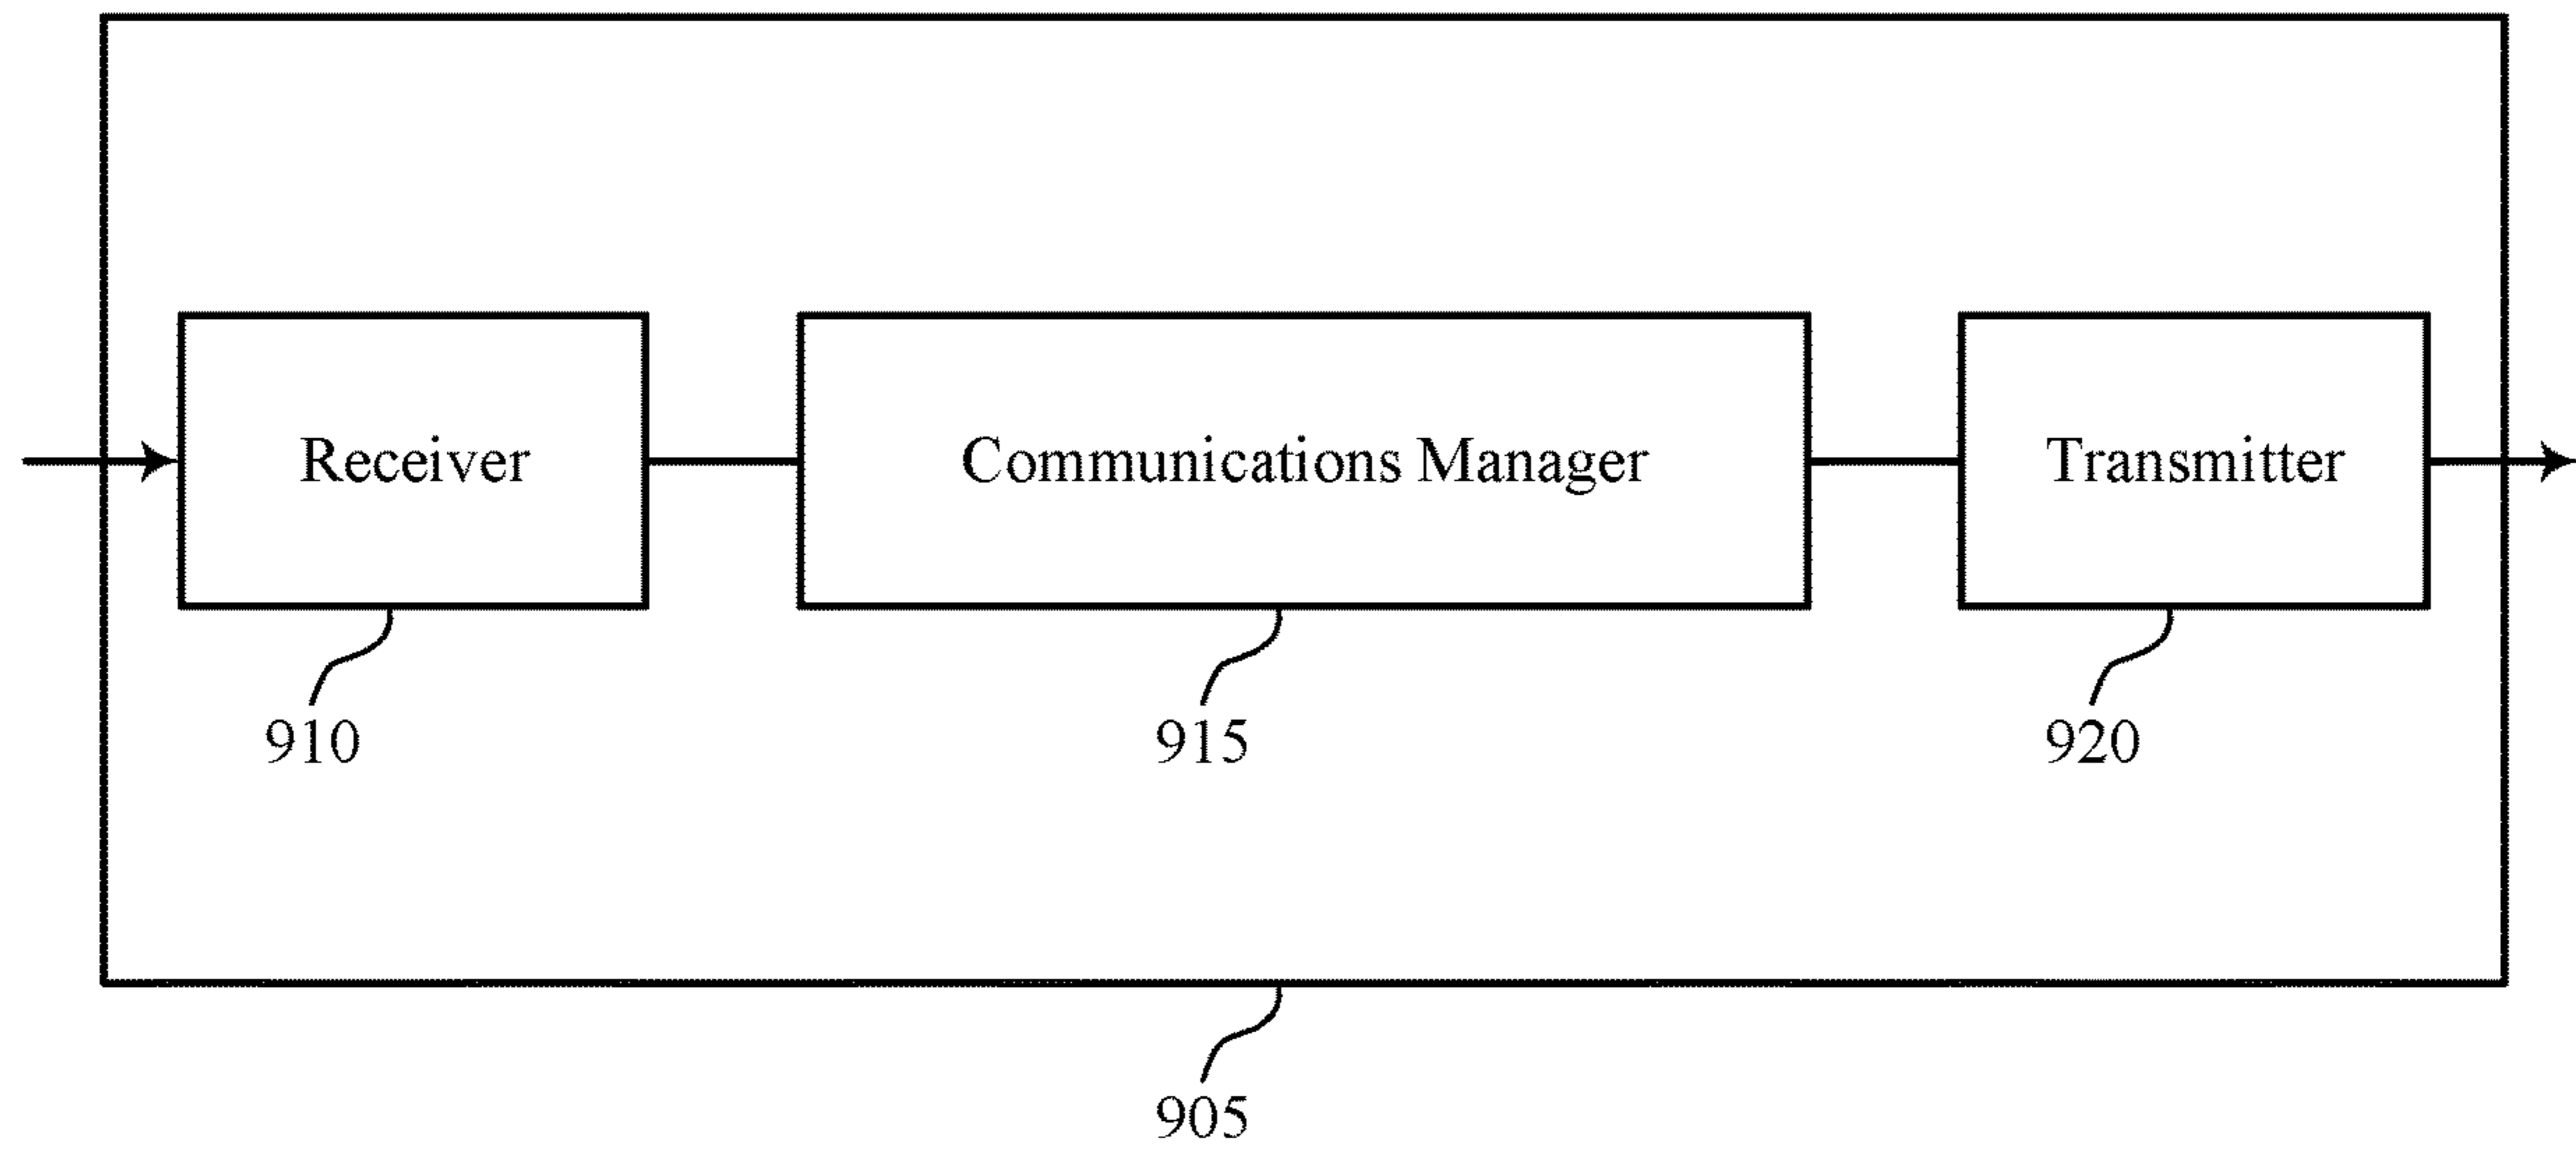 Receiver
Communications Manager
Transmitter
910
915
920
905